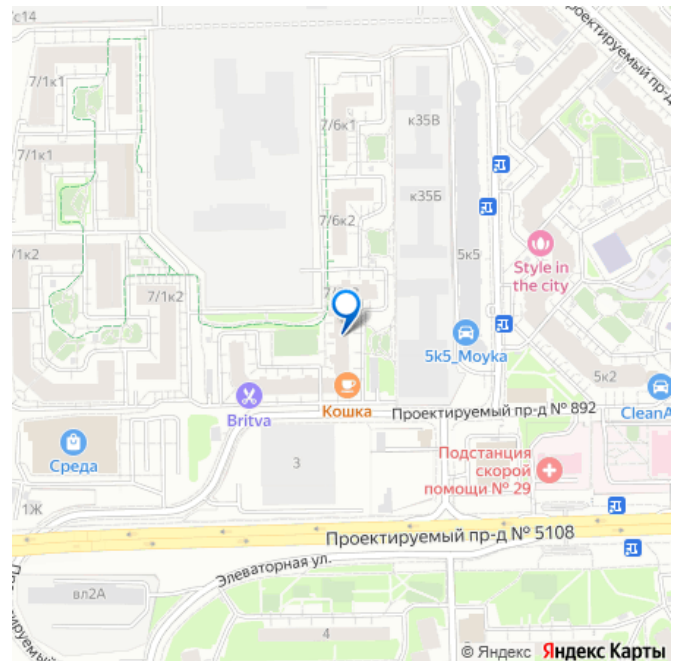 /с14
Проектируемый пр-д
7/1к1
7/6к1
к35В
7/1к1
к35Б
7/6к2
5к5
Style in
the city
/1к2
7/1к2
5k5_Moyka
5к2
Britva
Кошка
Проектируемый пр-д № 892
CleanA
Среда
3
Подстанция
скорой
помощи № 29
1Ж
Проектируемый пр-д № 5108
Элеваторная ул.
вл2А
4
© Яндекс Яндекс Карты